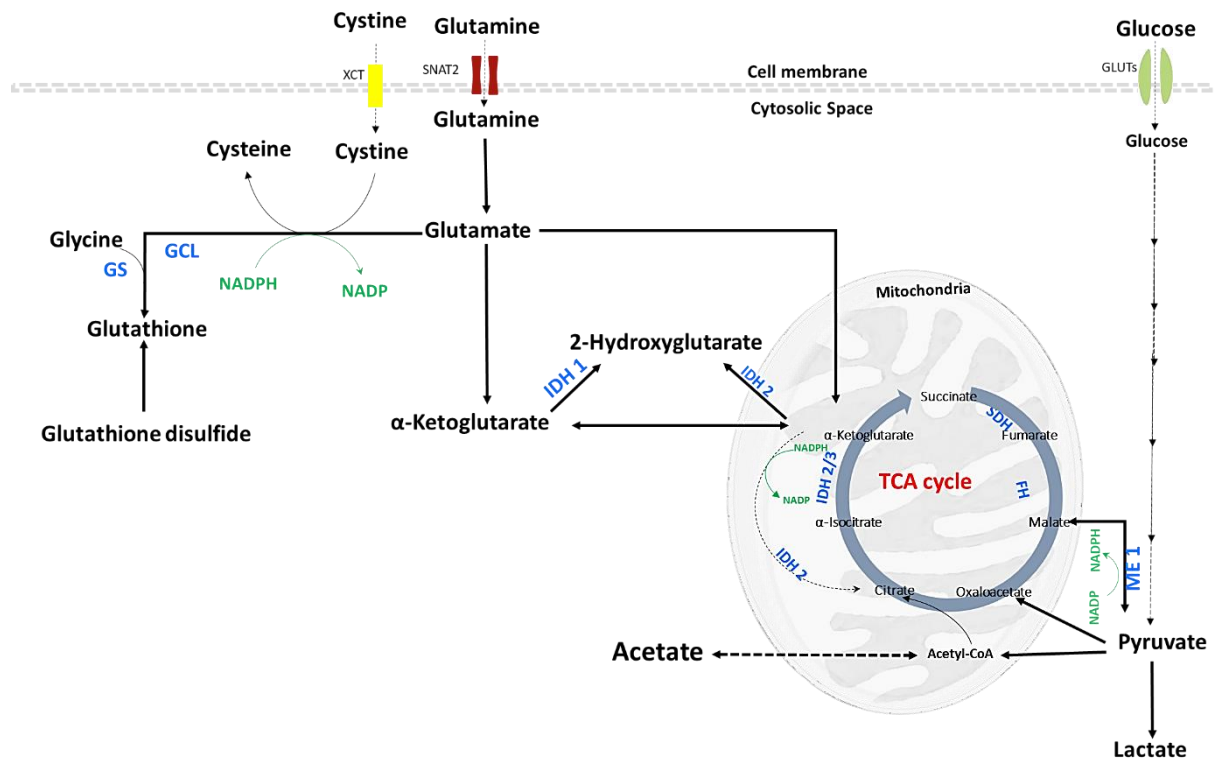 Cystine
Glutamine
Glucose
XCT
SNAT2
GLUTs
Cell membrane
Cytosolic Space
Glutamine
Glucose
Cysteine
Cystine
Glycine
GS
GCL
Glutamate
NADPH
NADP
Mitochondria
Glutathione
2-Hydroxyglutarate
IDH 1
IDH 2
Succinate
SDH
α-Ketoglutarate
α-Ketoglutarate
Fumarate
NADPH
NADP
IDH 2/3
TCA cycle
FH
Glutathione disulfide
α-Isocitrate
Malate
NADPH
NADP
ME 1
IDH 2
Citrate
Oxaloacetate
Acetate
Acetyl-CoA
Pyruvate
Lactate